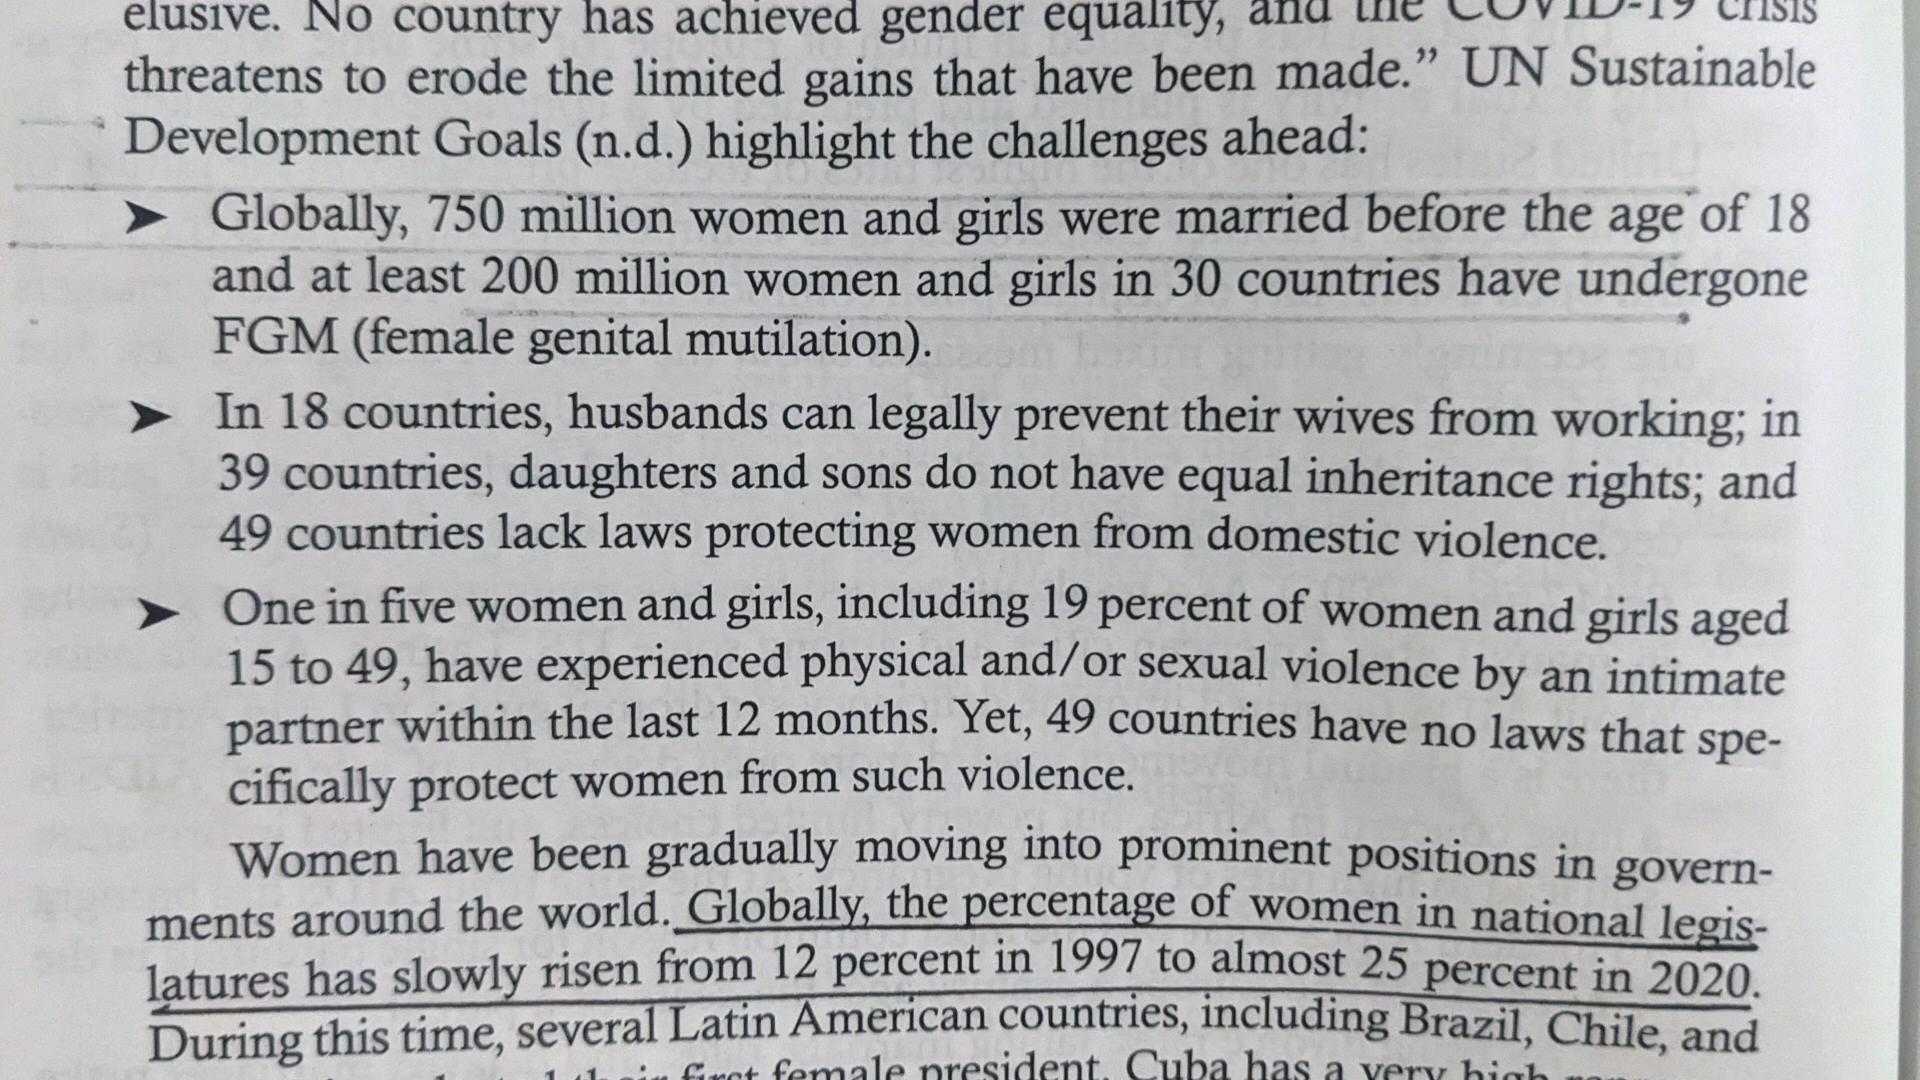 elusive. No country has achieved gender equality, and the COVID-19 crisis
threatens to erode the limited gains that have been made.” UN Sustainable
Development Goals (n.d.) highlight the challenges ahead:
➤ Globally, 750 million women and girls were married before the age of 18
and at least 200 million women and girls in 30 countries have undergone
FGM (female genital mutilation).
➤ In 18 countries, husbands can legally prevent their wives from working; in
39 countries, daughters and sons do not have equal inheritance rights; and
49 countries lack laws protecting women from domestic violence.
➤ One in five women and girls, including 19 percent of women and girls aged
15 to 49, have experienced physical and/or sexual violence by an intimate
partner within the last 12 months. Yet, 49 countries have no laws that spe-
cifically protect women from such violence.
Women have been gradually moving into prominent positions in govern-
ments around the world. Globally, the percentage of women in national legis-
latures has slowly risen from 12 percent in 1997 to almost 25 percent in 2020.
During this time, several Latin American countries, including Brazil, Chile, and
their first female president. Cuba has a very high